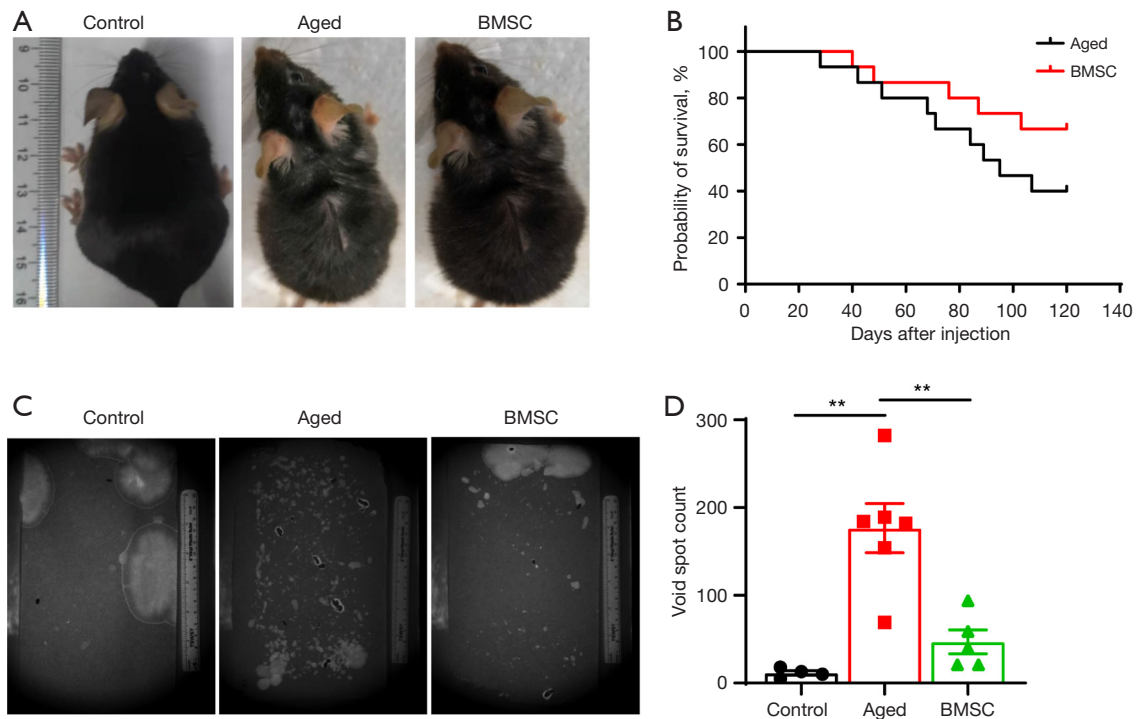 A
Control
Aged
BMSC
9
10
11
12
13
14
15
16
B
100
80
60
40
20
0
0
20
40
60
80
100
120
140
Probability of survival, %
Days after injection
Aged
BMSC
C
Control
Aged
BMSC
D
**
**
300
200
100
0
Void spot count
Control
Aged
BMSC